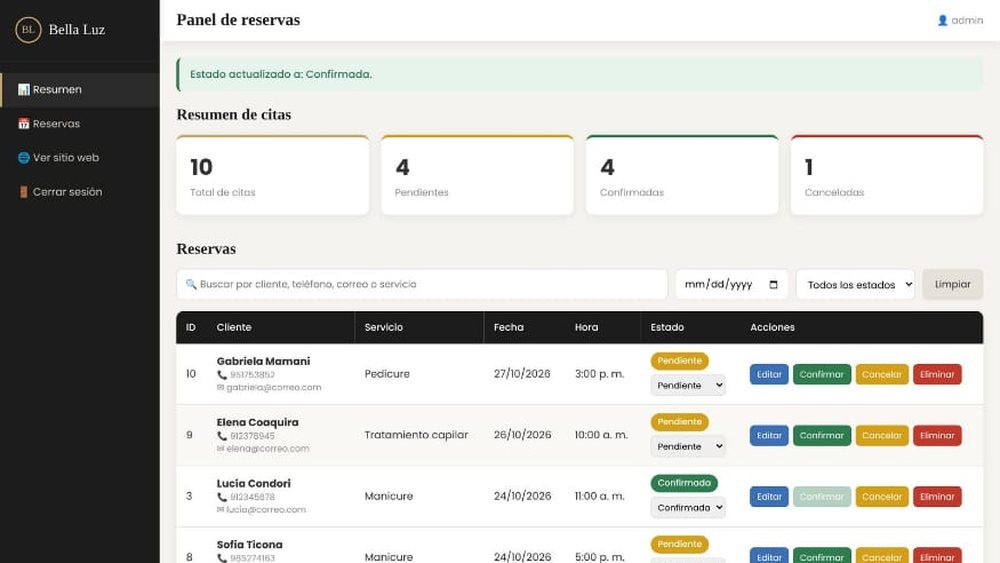 BL Bella Luz
Resumen
Reservas
Ver sitio web
Cerrar sesión
Panel de reservas
admin
Estado actualizado a: Confirmada.
Resumen de citas
10
Total de citas
4
Pendientes
4
Confirmadas
1
Canceladas
Reservas
Buscar por cliente, teléfono, correo o servicio
mm/dd/yyyy
Todos los estados
Limpiar
ID Cliente Servicio Fecha Hora Estado Acciones
Gabriela Mamani
951753852
gabriela@correo.com
10 Pedicure 27/10/2026 3:00 p. m.
Pendiente
Pendiente
Editar Confirmar Cancelar Eliminar
Elena Coaquira
912378945
elena@correo.com
9 Tratamiento capilar 26/10/2026 10:00 a. m.
Pendiente
Pendiente
Editar Confirmar Cancelar Eliminar
Lucia Condori
912345678
lucia@correo.com
3 Manicure 24/10/2026 11:00 a. m.
Confirmada
Confirmada
Editar Confirmar Cancelar Eliminar
Sofia Ticona
985274163
8 Manicure 24/10/2026 5:00 p. m.
Pendiente
Editar Confirmar Cancelar Eliminar